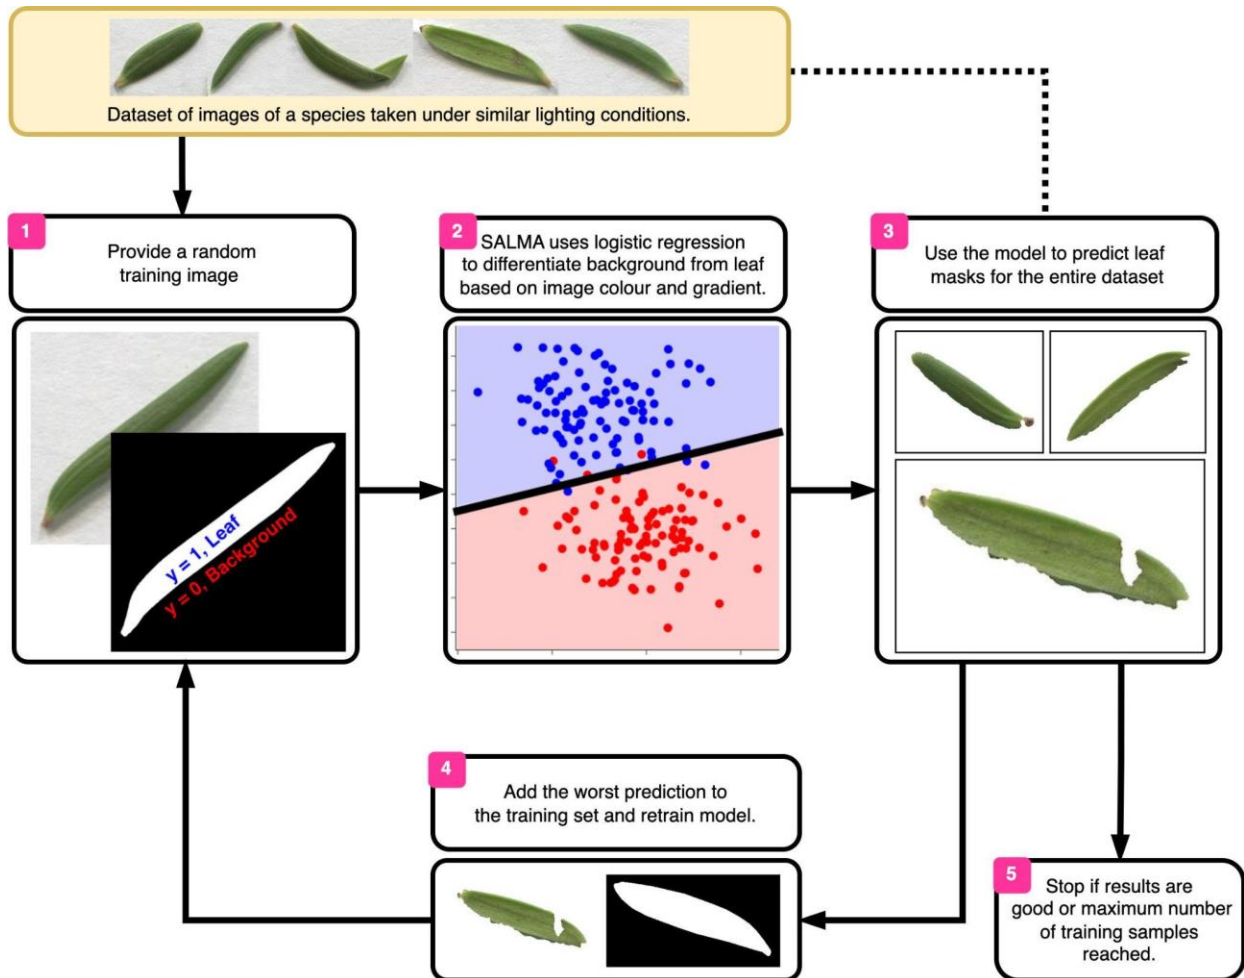 Dataset of images of a species taken under similar lighting conditions.
1
Provide a random
training image
2
SALMA uses logistic regression
to differentiate background from leaf
based on image colour and gradient.
3
Use the model to predict leaf
masks for the entire dataset
y = 1, Leaf
y = 0, Background
4
Add the worst prediction to
the training set and retrain model.
5
Stop if results are
good or maximum number
of training samples
reached.